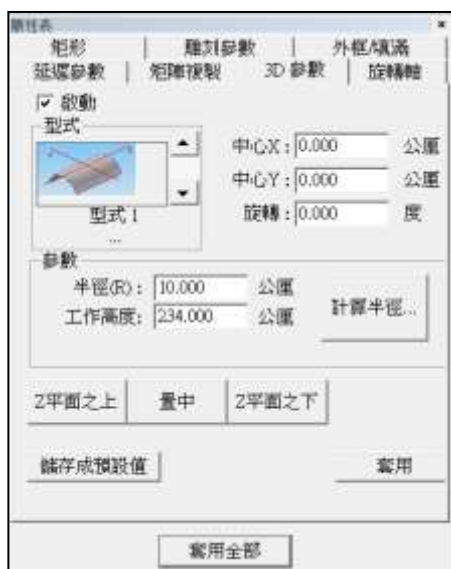 屬性表
矩形 雕刻參數 外框/填滿
延遲參數 矩陣複製 3D 參數 旋轉軸
啟動
型式
中心X: 0.000 公厘
中心Y: 0.000 公厘
旋轉: 0.000 度
型式 1
...
參數
半徑(R): 10.000 公厘
工作高度: 234.000 公厘
計算半徑...
Z平面之上 置中 Z平面之下
儲存成預設值 套用
套用全部